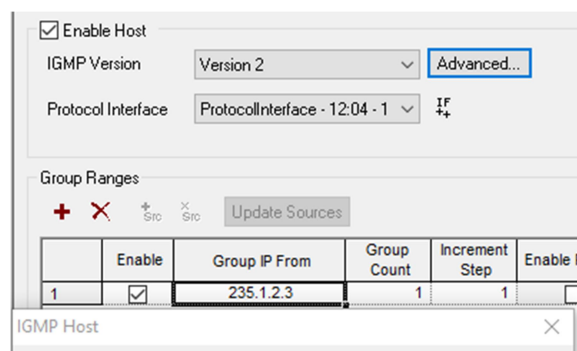 Enable Host
IGMP Version Version 2 Advanced...
Protocol Interface ProtocolInterface - 12:04 - 1 IF
Group Ranges
Src Src Update Sources
Enable Group IP From Group Count Increment Step Enable
1 235.1.2.3 1 1
IGMP Host